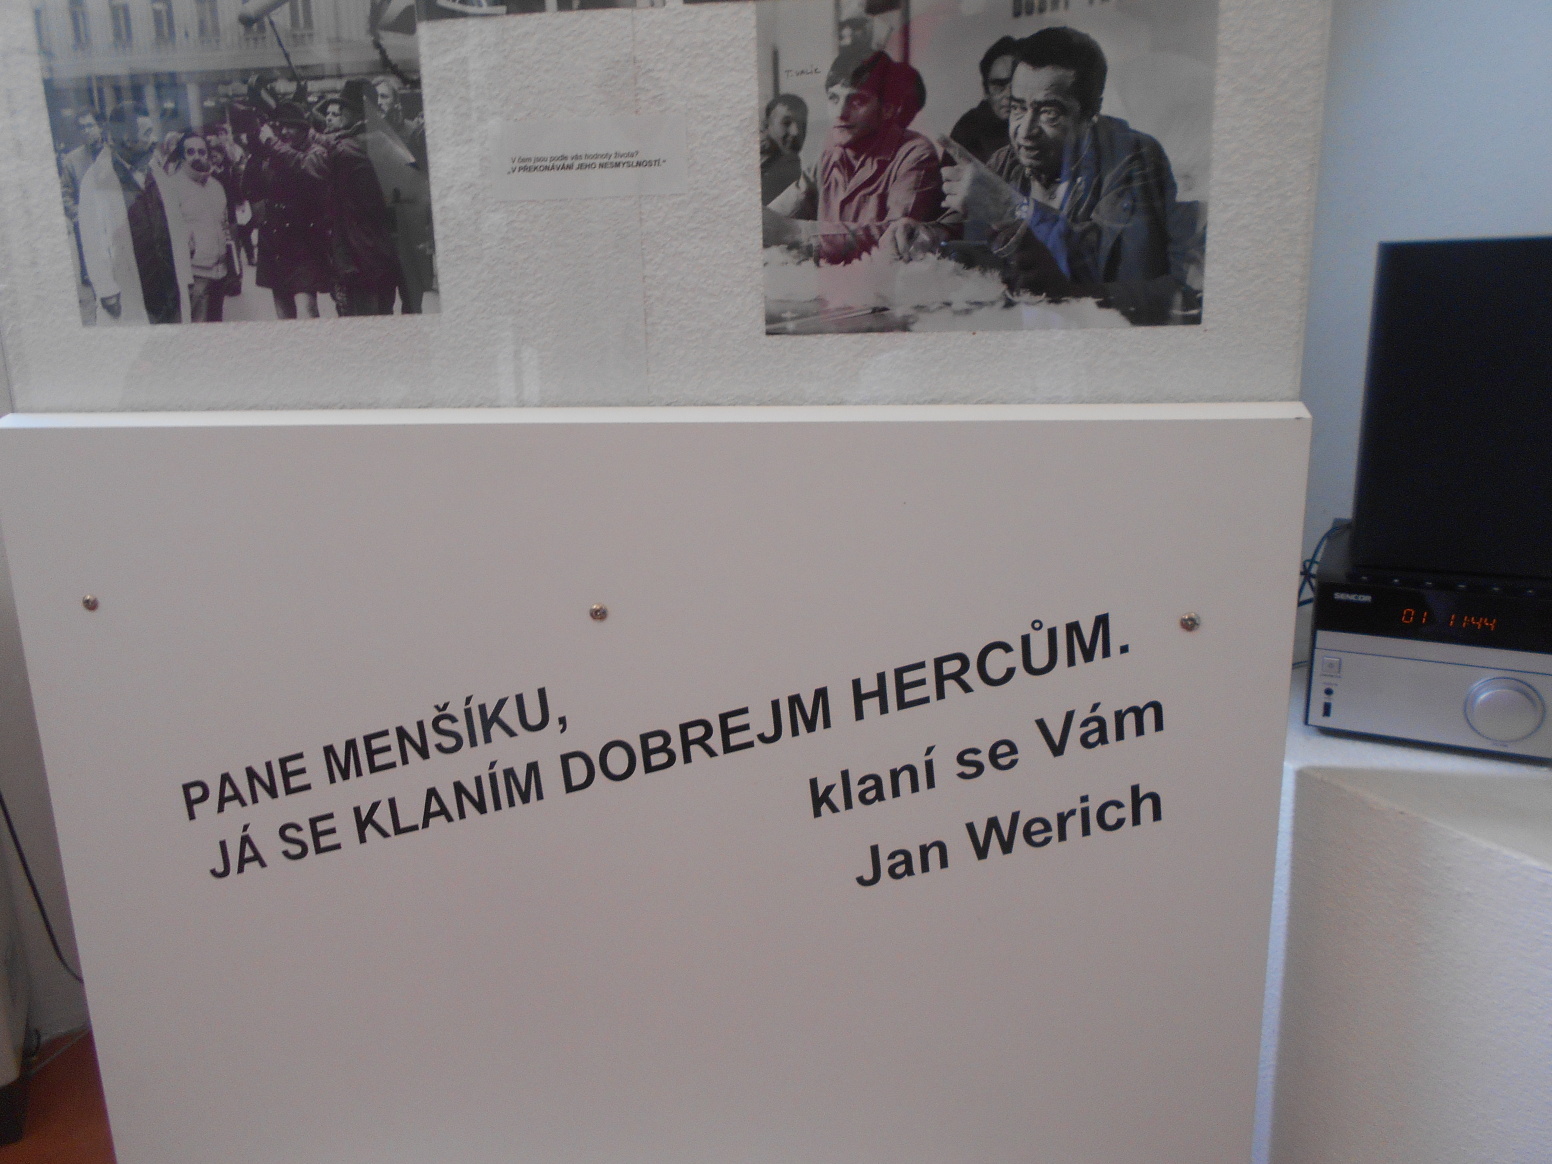 V čem jsou podle vás hodnoty života?
„V PŘEKONÁVÁNÍ JEHO NESMYSLNOSTÍ.“
SENCOR
01 11:44
PANE MENŠÍKU,
JÁ SE KLANÍM DOBREJM HERCŮM.
klaní se Vám
Jan Werich